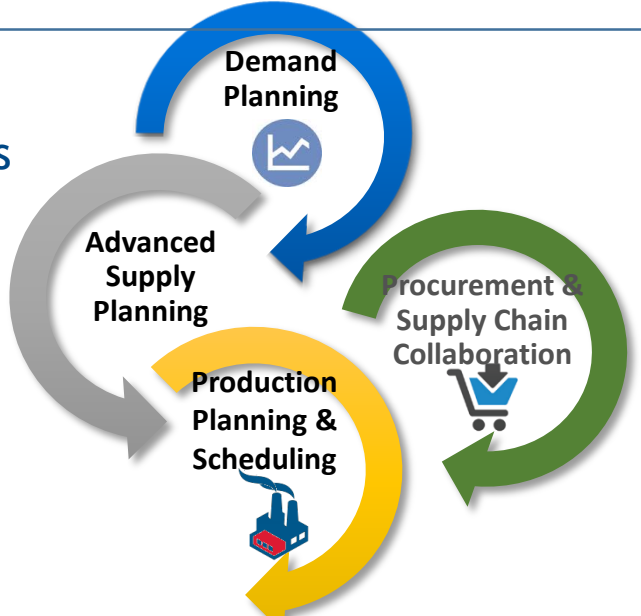 Demand
Planning
s
Advanced
Supply
Planning
Procurement &
Supply Chain
Collaboration
Production
Planning &
Scheduling